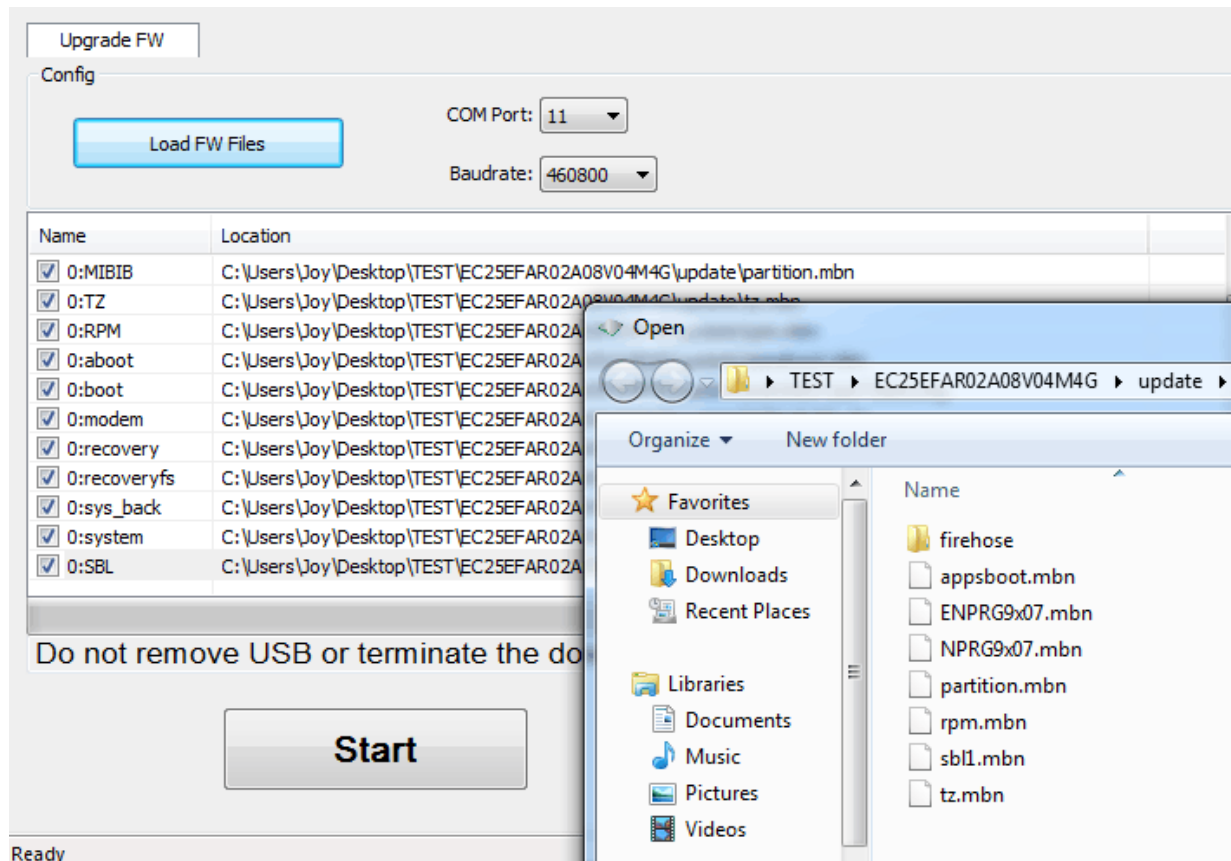 Upgrade FW
Config
Load FW Files
COM Port: 11
Baudrate: 460800
Name Location
0:MIBIB C:\Users\Joy\Desktop\TEST\EC25EFAR02A08V04M4G\update\partition.mbn
0:TZ C:\Users\Joy\Desktop\TEST\EC25EFAR02A08V04M4G\update\tz.mbn
0:RPM C:\Users\Joy\Desktop\TEST\EC25EFAR02A
0:aboot C:\Users\Joy\Desktop\TEST\EC25EFAR02A
0:boot C:\Users\Joy\Desktop\TEST\EC25EFAR02A
0:modem C:\Users\Joy\Desktop\TEST\EC25EFAR02A
0:recovery C:\Users\Joy\Desktop\TEST\EC25EFAR02A
0:recoveryfs C:\Users\Joy\Desktop\TEST\EC25EFAR02A
0:sys_back C:\Users\Joy\Desktop\TEST\EC25EFAR02A
0:system C:\Users\Joy\Desktop\TEST\EC25EFAR02A
0:SBL C:\Users\Joy\Desktop\TEST\EC25EFAR02A
Do not remove USB or terminate the do
Start
Ready
Open
TEST EC25EFAR02A08V04M4G update
Organize New folder
Favorites
Desktop
Downloads
Recent Places
Libraries
Documents
Music
Pictures
Videos
Name
firehose
appsboot.mbn
ENPRG9x07.mbn
NPRG9x07.mbn
partition.mbn
rpm.mbn
sbl1.mbn
tz.mbn